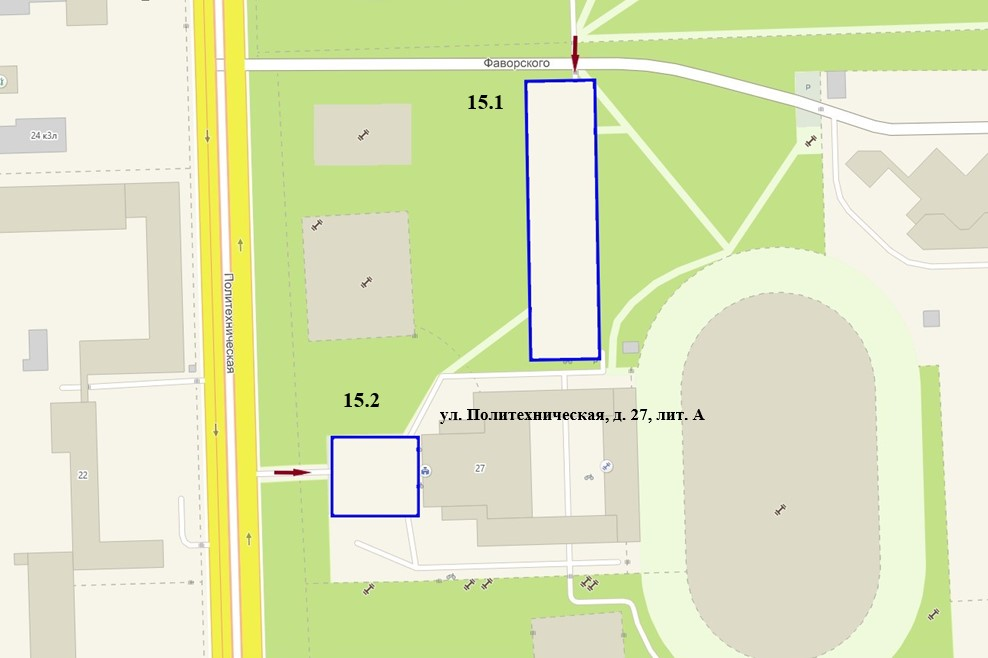 Фаворского
15.1
Р
24 к3л
Политехническая
15.2
ул. Политехническая, д. 27, лит. А
27
22